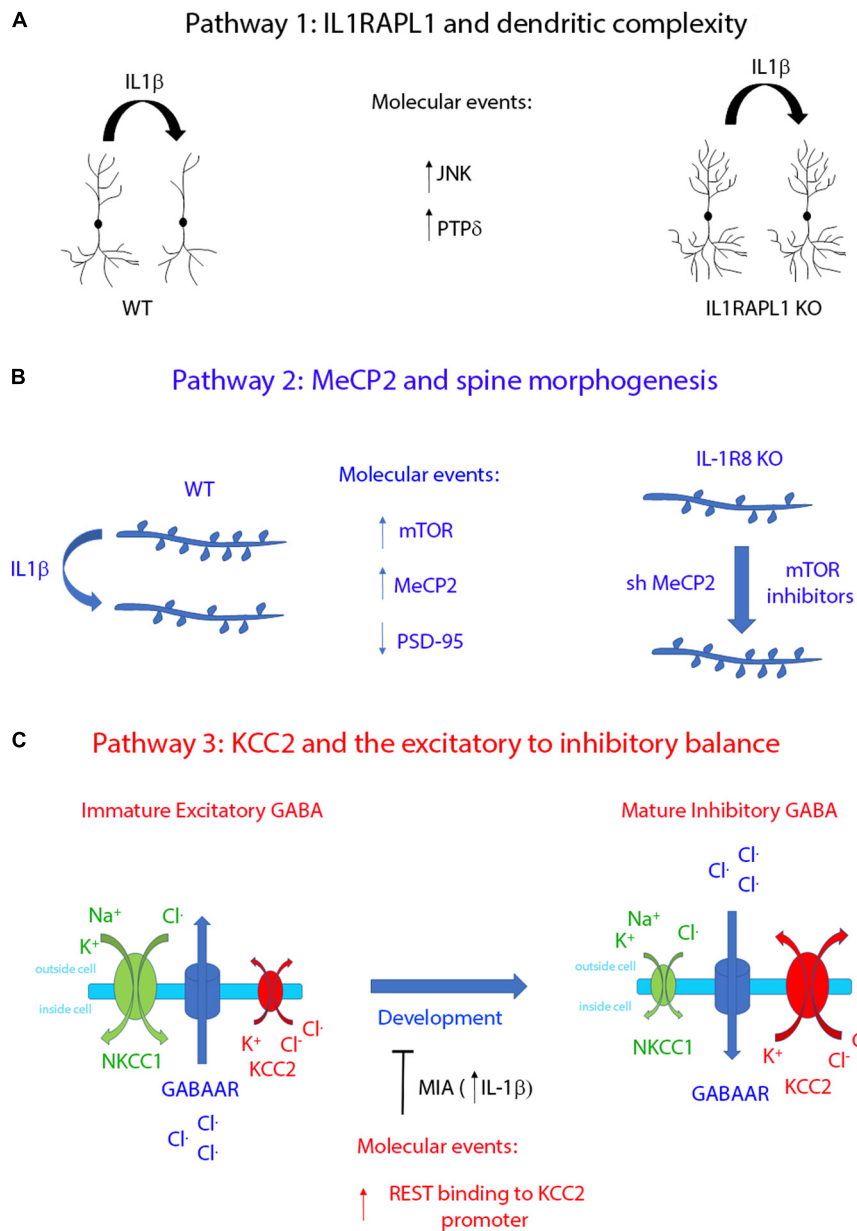 A
Pathway 1: IL1RAPL1 and dendritic complexity
IL1β
Molecular events:
IL1β
↑JNK
↑PTPδ
WT
IL1RAPL1 KO
B
Pathway 2: MeCP2 and spine morphogenesis
WT
Molecular events:
IL-1R8 KO
IL1β
↑ mTOR
↑ MeCP2
↓ PSD-95
sh MeCP2
mTOR
inhibitors
C
Pathway 3: KCC2 and the excitatory to inhibitory balance
Immature Excitatory GABA
Mature Inhibitory GABA
Na⁺
Cl⁻
K⁺
outside cell
inside cell
NKCC1
GABAAR
K⁺
Cl⁻
Cl⁻
KCC2
Cl⁻
Cl⁻
Cl⁻
Development
MIA ( ↑IL-1β)
Molecular events:
↑ REST binding to KCC2
promoter
Cl⁻
Cl⁻
Cl⁻
Na⁺
K⁺
Cl⁻
outside cell
inside cell
NKCC1
GABAAR
K⁺
Cl⁻
KCC2